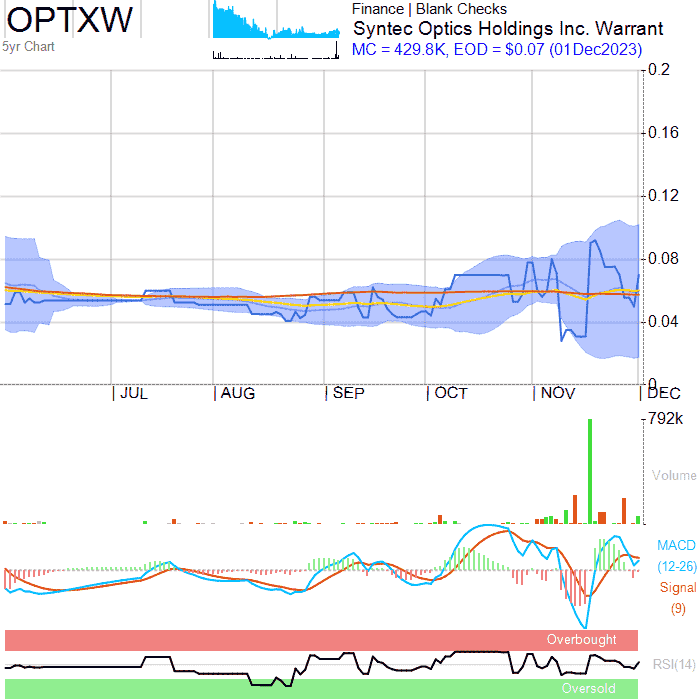 OPTXW
5yr Chart
Finance | Blank Checks
Syntec Optics Holdings Inc. Warrant
MC = 429.8K, EOD = $0.07 (01Dec2023)
0.2
0.16
0.12
0.08
0.04
0
JUL AUG SEP OCT NOV DEC
792k
Volume
MACD
(12-26)
Signal
(9)
Overbought
RSI(14)
Oversold